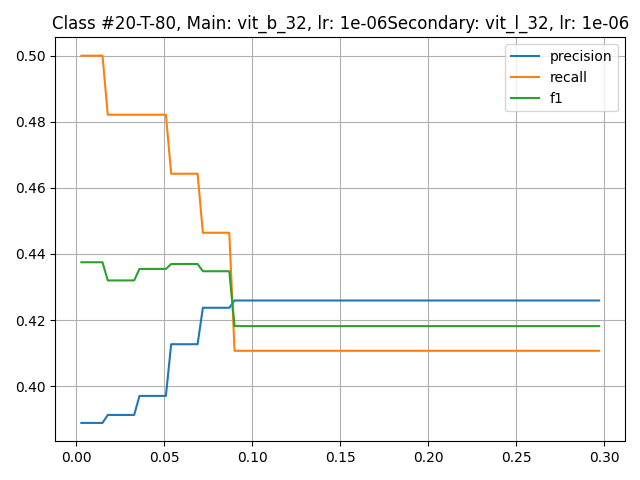 Class #20-T-80, Main: vit_b_32, lr: 1e-06Secondary: vit_l_32, lr: 1e-06
precision
recall
f1
0.50
0.48
0.46
0.44
0.42
0.40
0.00 0.05 0.10 0.15 0.20 0.25 0.30